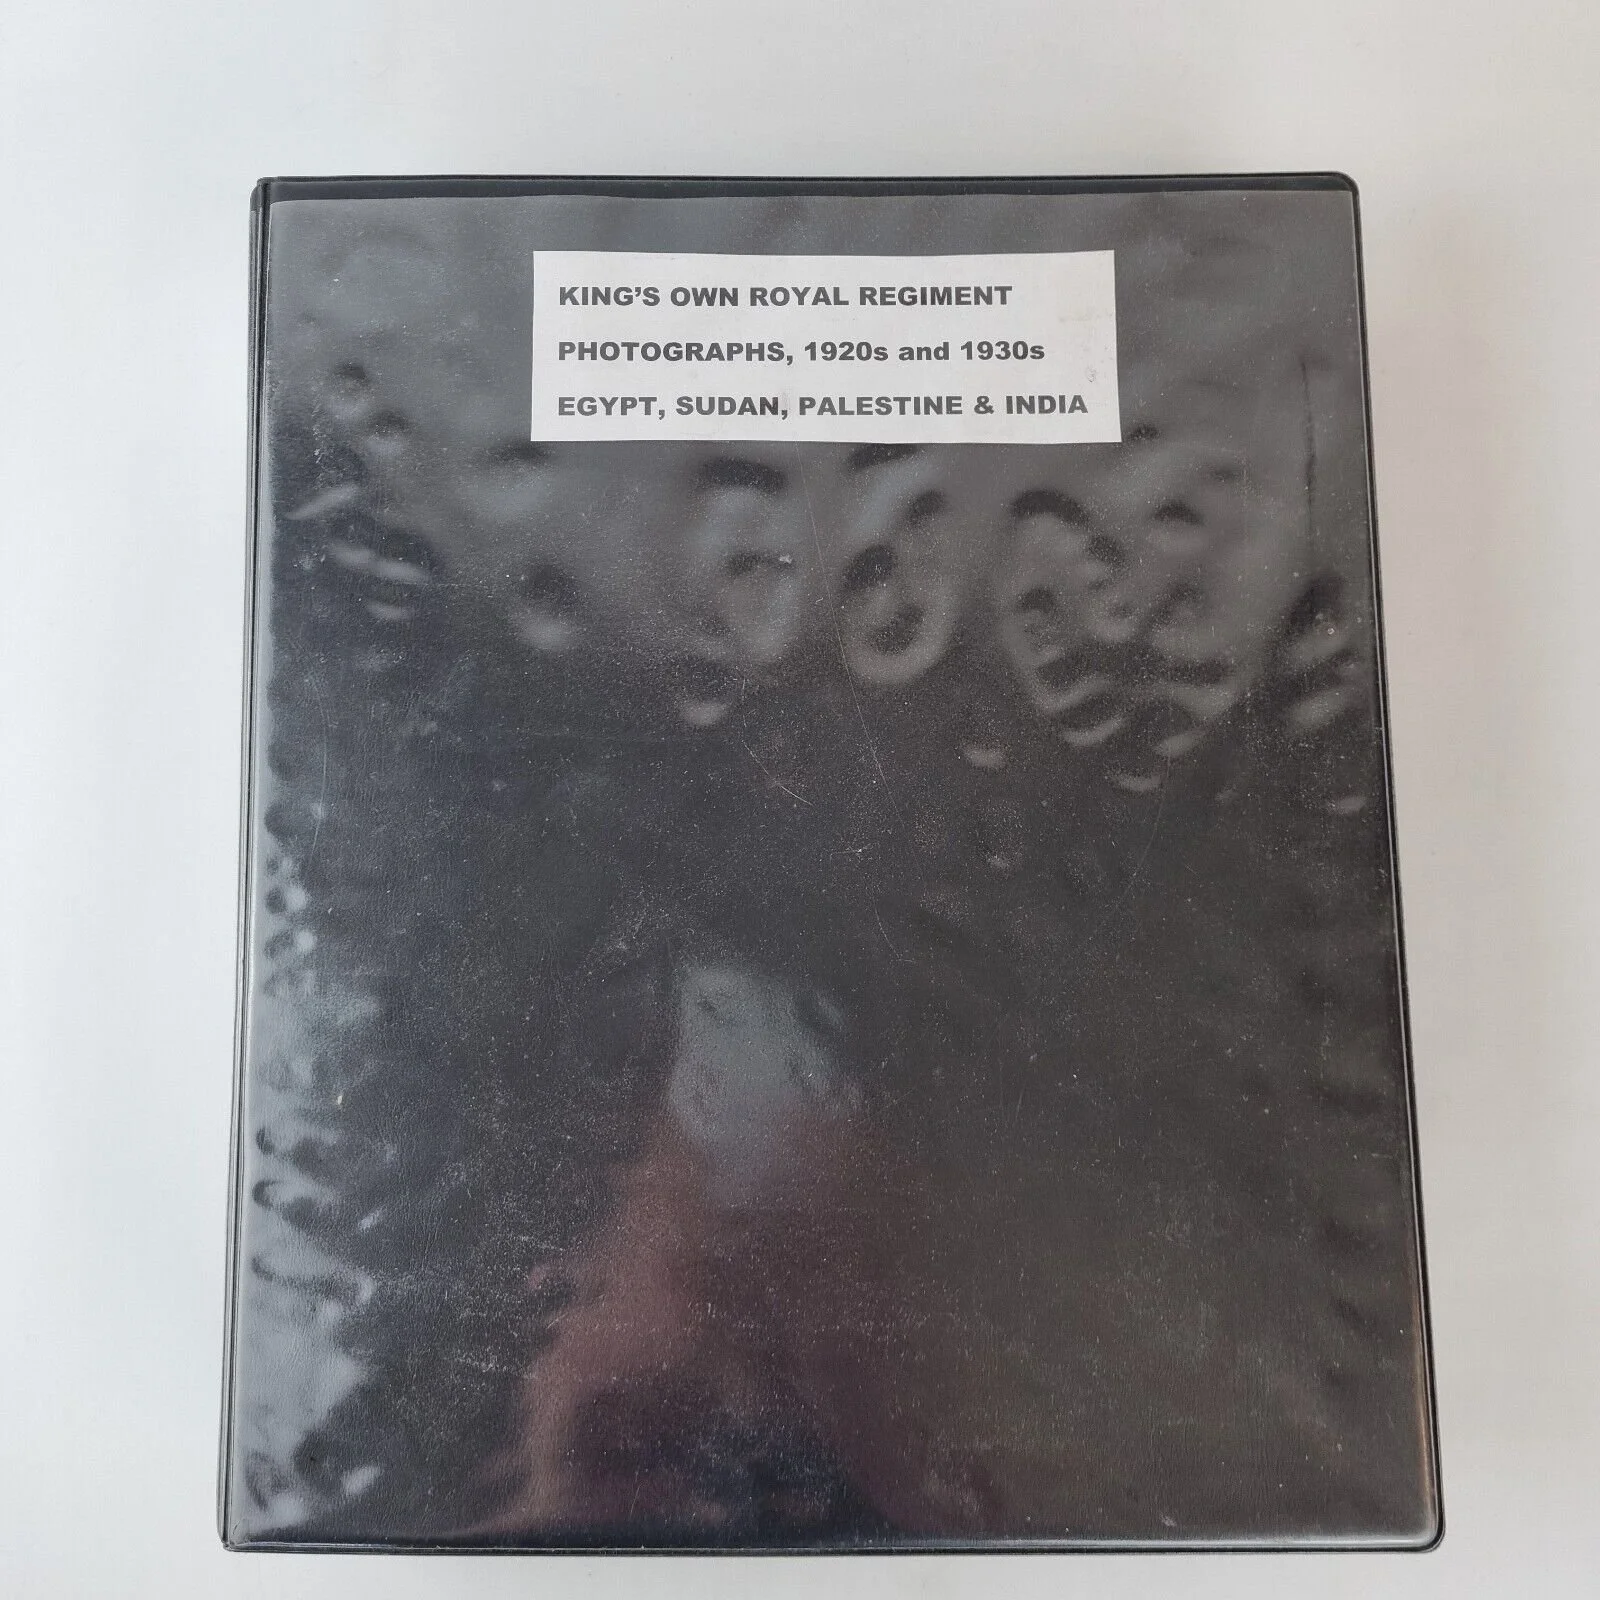 KING'S OWN ROYAL REGIMENT
PHOTOGRAPHS, 1920s and 1930s
EGYPT, SUDAN, PALESTINE & INDIA